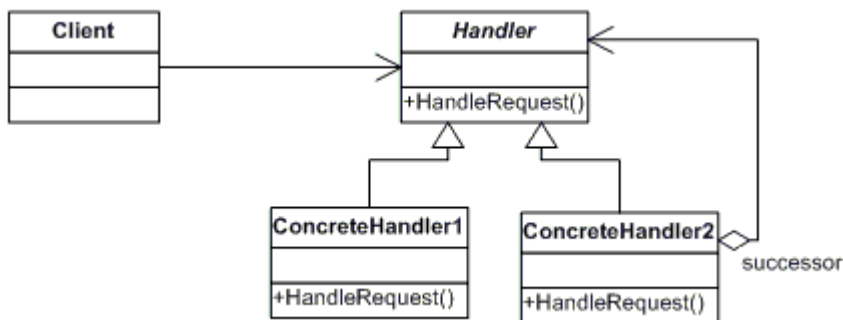 Client
Handler
+HandleRequest()
ConcreteHandler1
+HandleRequest()
ConcreteHandler2
+HandleRequest()
successor